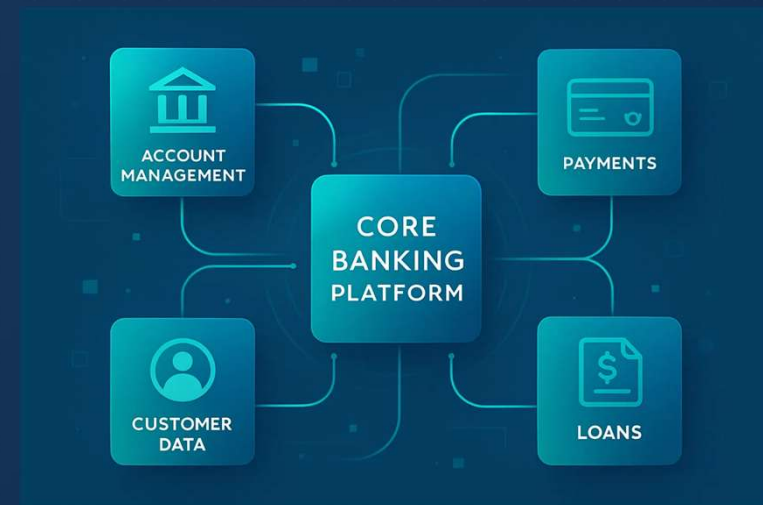 ACCOUNT
MANAGEMENT
PAYMENTS
CORE
BANKING
PLATFORM
CUSTOMER
DATA
$
LOANS